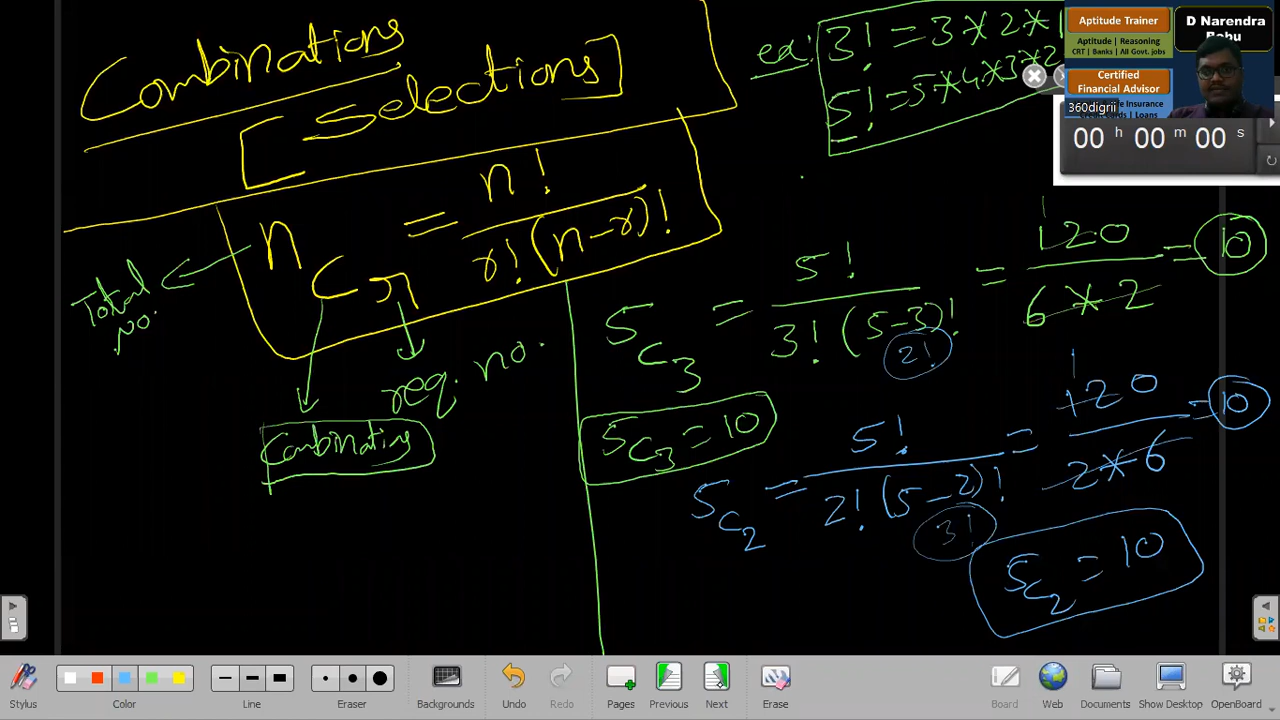 Combinations
[Selections]
nCr = n! / r!(n-r)!
Total no.
req. no.
Combinations
eg: 3! = 3*2*1
5! = 5*4*3*2
5C3 = 5! / 3!(5-3)! = 120 / 6*2 = 10
2!
5C3 = 10
5C2 = 5! / 2!(5-2)! = 120 / 2*6 = 10
3!
5C2 = 10
Aptitude Trainer
Aptitude | Reasoning
CRT | Banks | All Govt. jobs
Certified
Financial Advisor
Insurance
Loans
D Narendra
Babu
360digrii
00 h 00 m 00 s
Stylus
Color
Line
Eraser
Backgrounds
Undo
Redo
Pages
Previous
Next
Erase
Board
Web
Documents
Show Desktop
OpenBoard